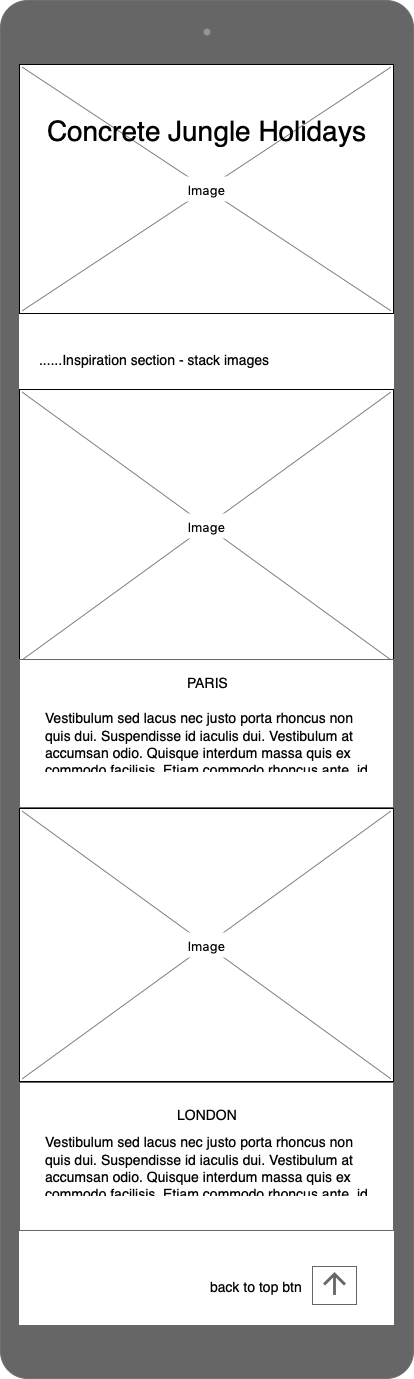 Concrete Jungle Holidays
Image
......Inspiration section - stack images
Image
PARIS
Vestibulum sed lacus nec justo porta rhoncus non
quis dui. Suspendisse id iaculis dui. Vestibulum at
accumsan odio. Quisque interdum massa quis ex
commodo facilisis. Etiam commodo rhoncus ante, id
Image
LONDON
Vestibulum sed lacus nec justo porta rhoncus non
quis dui. Suspendisse id iaculis dui. Vestibulum at
accumsan odio. Quisque interdum massa quis ex
commodo facilisis. Etiam commodo rhoncus ante, id
back to top btn